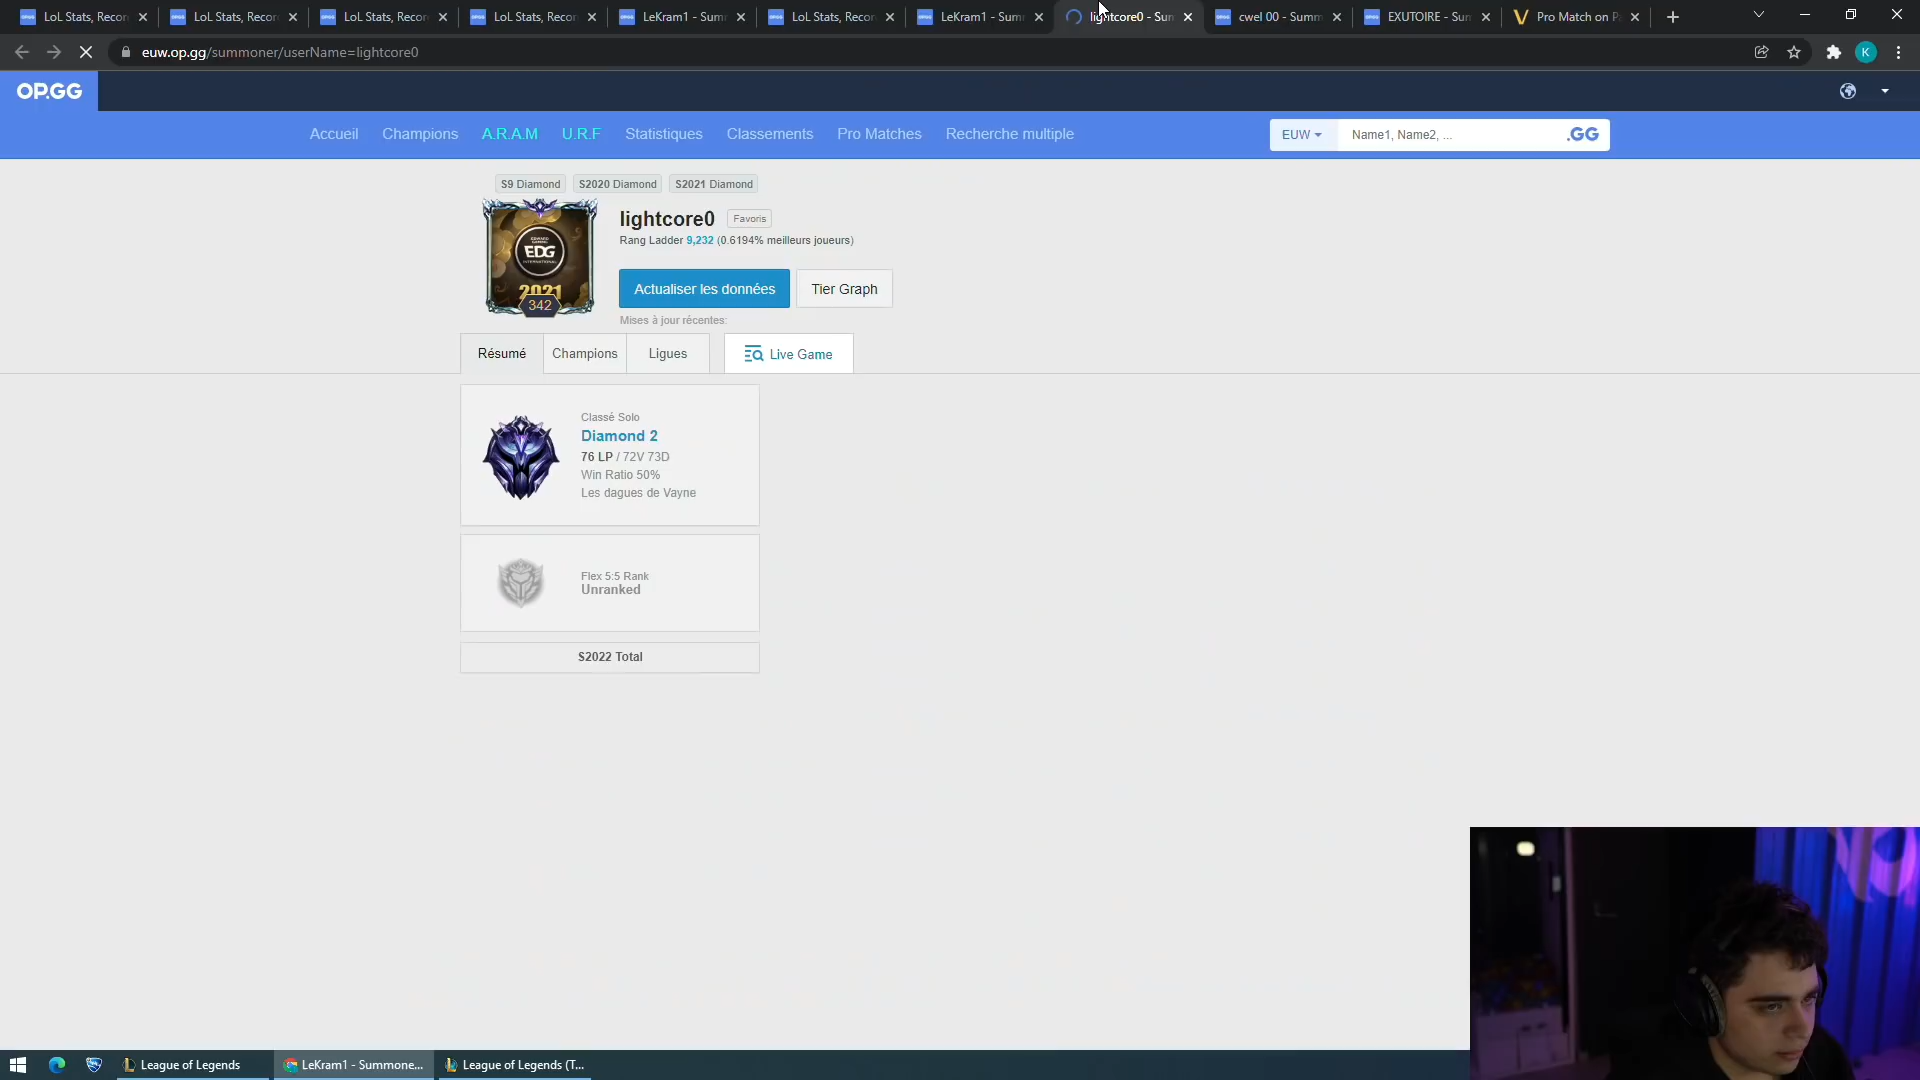 LoL Stats, Recor
LoL Stats, Recor
LoL Stats, Recor
LoL Stats, Recor
LeKram1 - Summ
LoL Stats, Recor
LeKram1 - Summ
lightcore0 - Sun
cwel 00 - Summ
EXUTOIRE - Sum
Pro Match on P
euw.op.gg/summoner/userName=lightcore0
K
OP.GG
Accueil
Champions
A.R.A.M
U.R.F
Statistiques
Classements
Pro Matches
Recherche multiple
EUW
Name1, Name2, ...
.GG
S9 Diamond
S2020 Diamond
S2021 Diamond
EDG
2021
342
lightcore0
Favoris
Rang Ladder 9,232 (0.6194% meilleurs joueurs)
Actualiser les données
Tier Graph
Mises à jour récentes:
Résumé
Champions
Ligues
Live Game
Classé Solo
Diamond 2
76 LP / 72V 73D
Win Ratio 50%
Les dagues de Vayne
Flex 5:5 Rank
Unranked
S2022 Total
League of Legends
LeKram1 - Summone...
League of Legends (T...